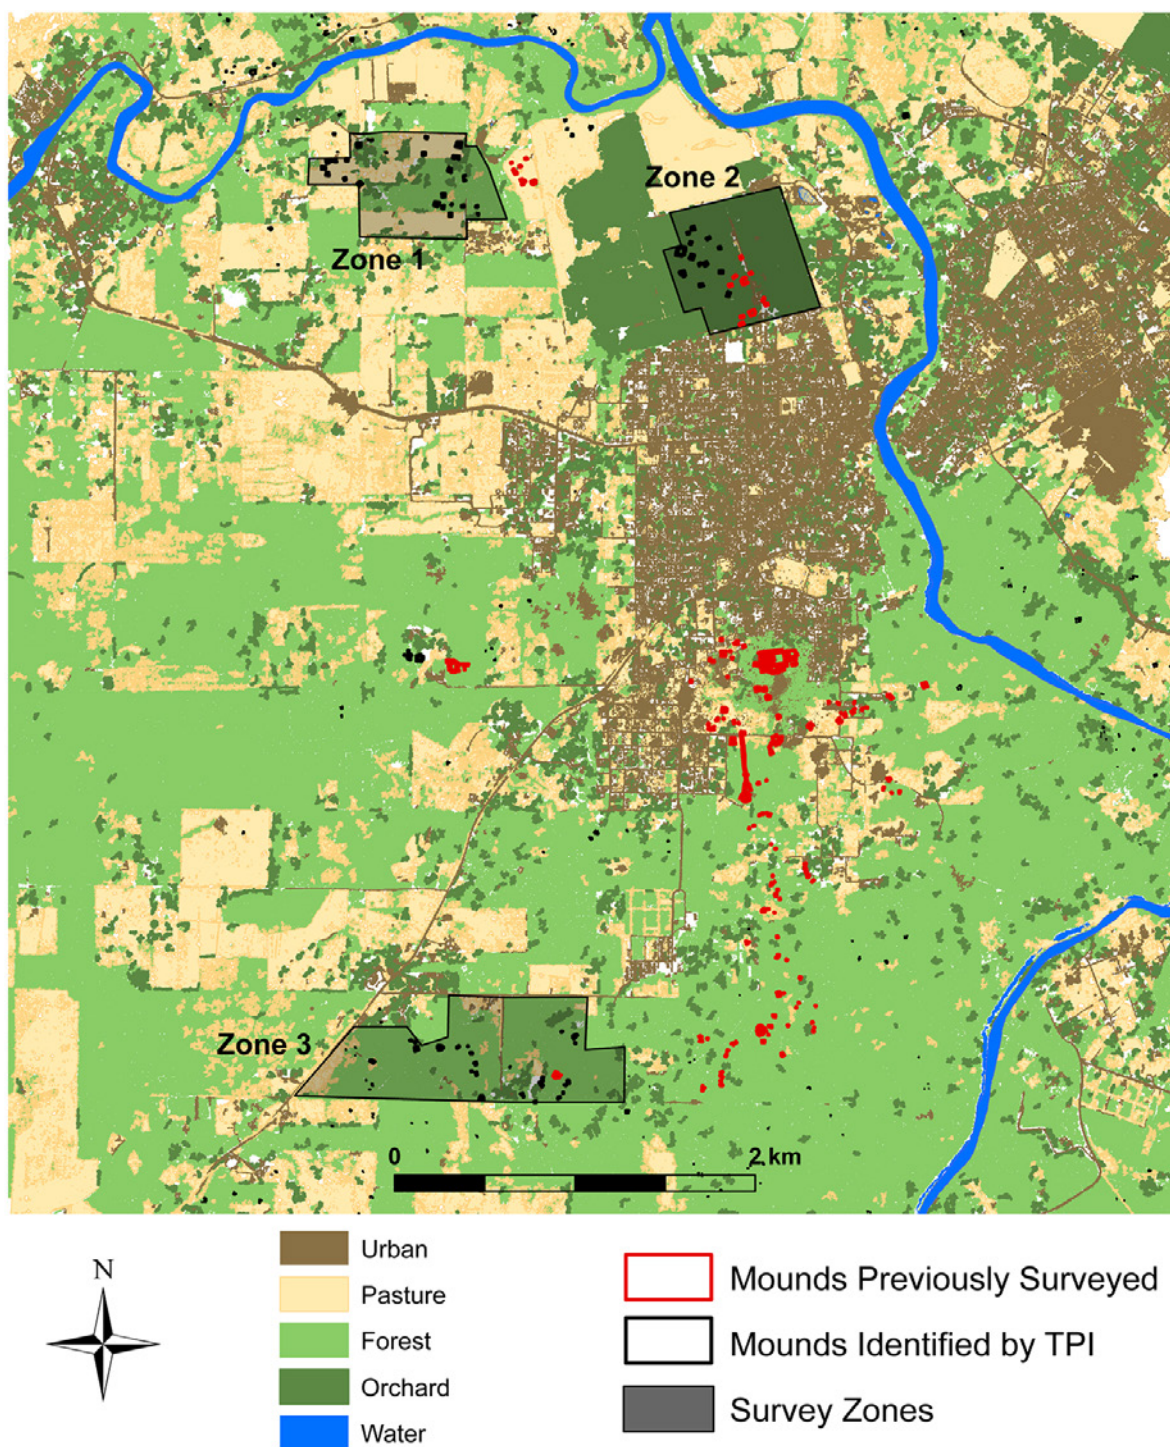 Zone 2
Zone 1
Zone 3
0
2 km
N
Urban
Pasture
Forest
Orchard
Water
Mounds Previously Surveyed
Mounds Identified by TPI
Survey Zones